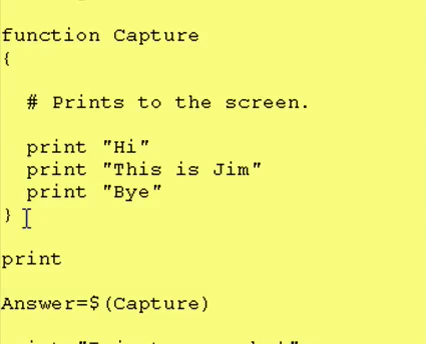 function Capture
{
# Prints to the screen.
print "Hi"
print "This is Jim"
print "Bye"
}
print
Answer=$(Capture)